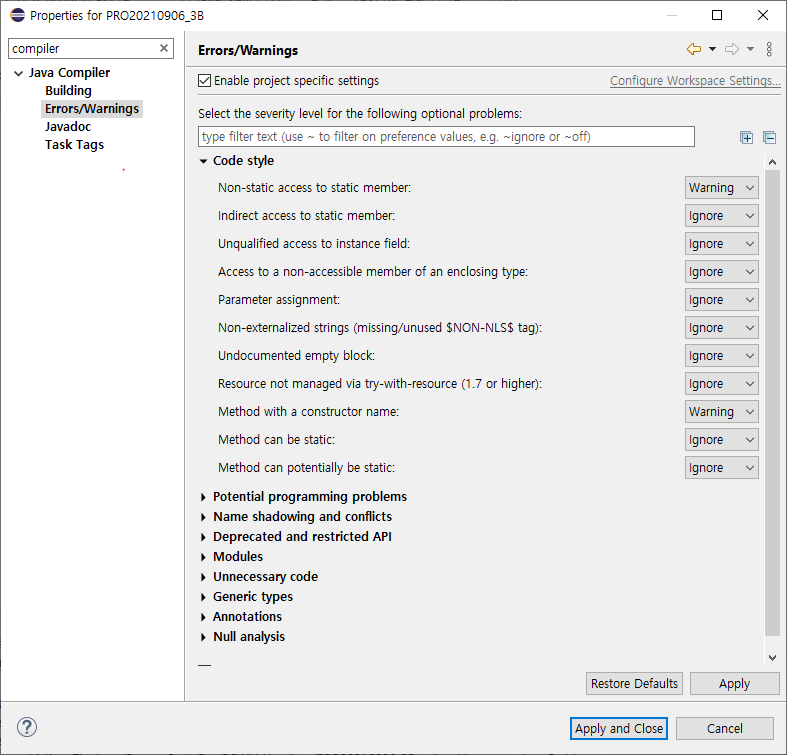 Properties for PRO20210906_3B
compiler
Java Compiler
Building
Errors/Warnings
Javadoc
Task Tags
Errors/Warnings
Enable project specific settings
Configure Workspace Settings...
Select the severity level for the following optional problems:
type filter text (use ~ to filter on preference values, e.g. ~ignore or ~off)
Code style
Non-static access to static member: Warning
Indirect access to static member: Ignore
Unqualified access to instance field: Ignore
Access to a non-accessible member of an enclosing type: Ignore
Parameter assignment: Ignore
Non-externalized strings (missing/unused $NON-NLS$ tag): Ignore
Undocumented empty block: Ignore
Resource not managed via try-with-resource (1.7 or higher): Ignore
Method with a constructor name: Warning
Method can be static: Ignore
Method can potentially be static: Ignore
Potential programming problems
Name shadowing and conflicts
Deprecated and restricted API
Modules
Unnecessary code
Generic types
Annotations
Null analysis
Restore Defaults Apply
? Apply and Close Cancel